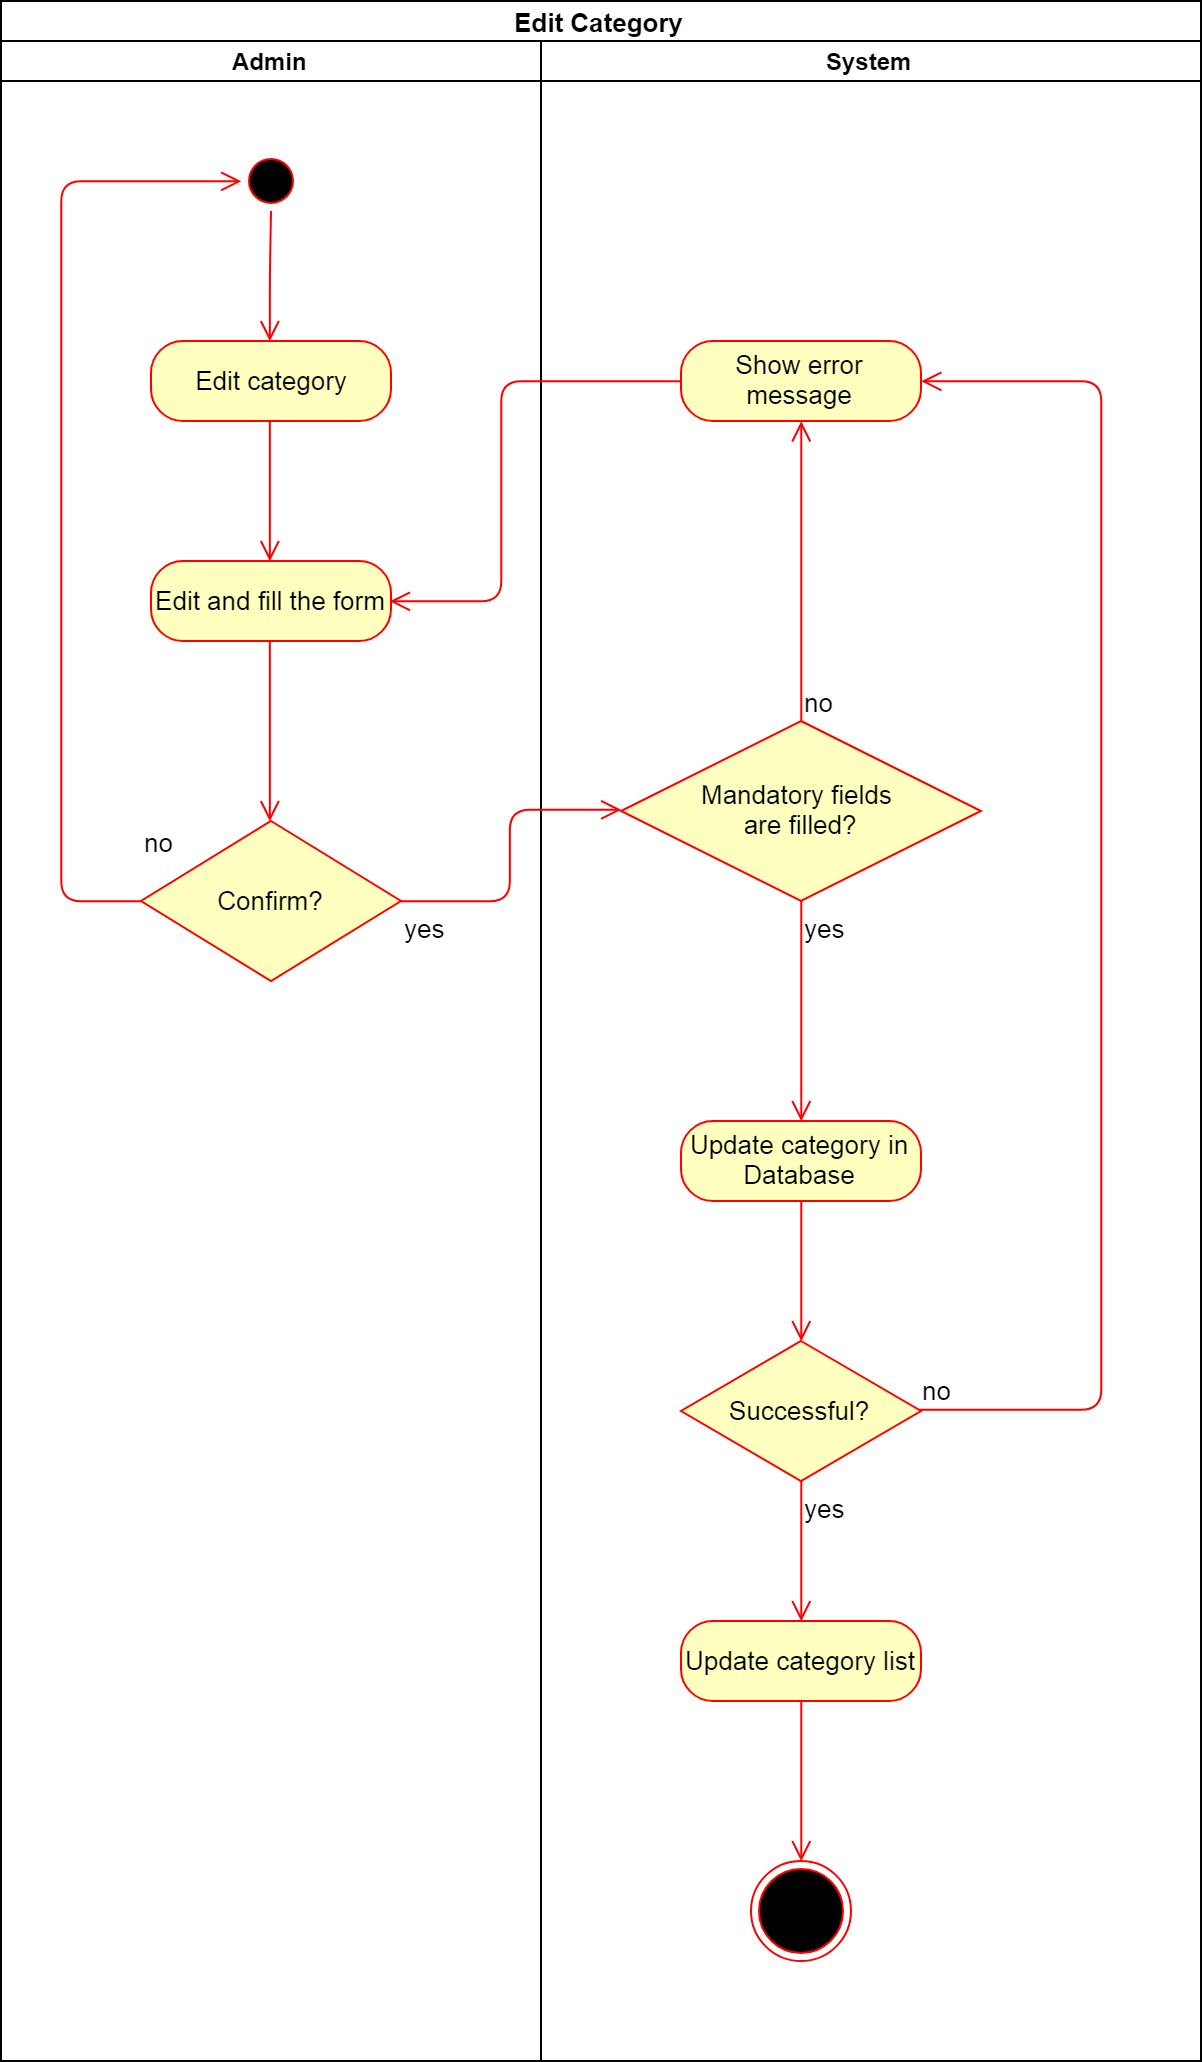 Edit Category
Admin
System
Edit category
Show error
message
Edit and fill the form
no
Mandatory fields
are filled?
no
Confirm?
yes
yes
Update category in
Database
no
Successful?
yes
Update category list